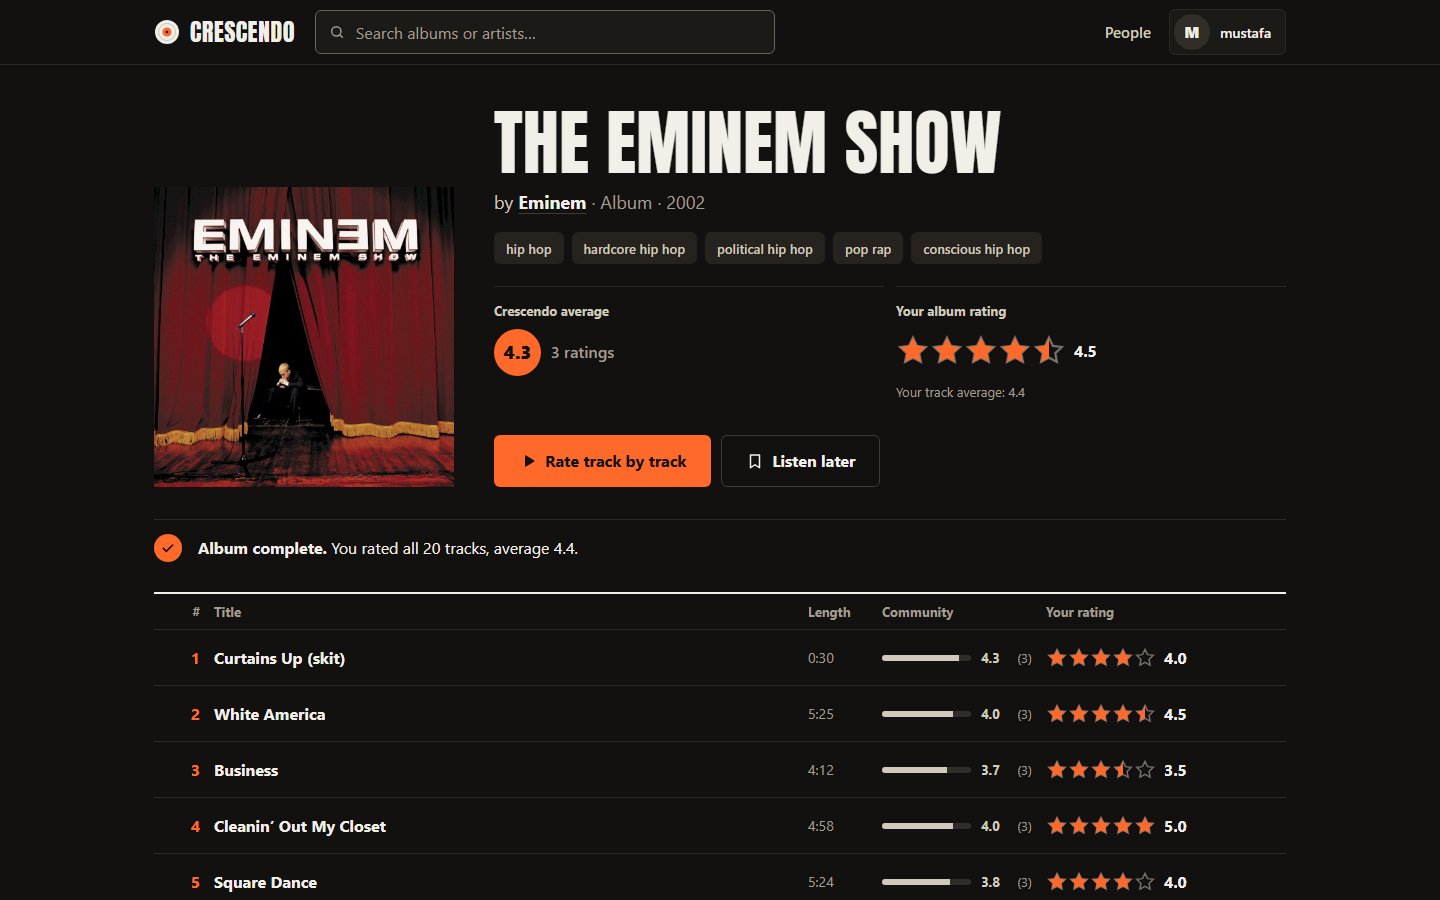 CRESCENDO
Search albums or artists...
People
M
mustafa
THE EMINEM SHOW
EMINƎM
THE EMINEM SHOW
by Eminem · Album · 2002
hip hop
hardcore hip hop
political hip hop
pop rap
conscious hip hop
Crescendo average
4.3 3 ratings
Your album rating
4.5
Your track average: 4.4
Rate track by track
Listen later
Album complete. You rated all 20 tracks, average 4.4.
# Title Length Community Your rating
1 Curtains Up (skit) 0:30 4.3 (3) 4.0
2 White America 5:25 4.0 (3) 4.5
3 Business 4:12 3.7 (3) 3.5
4 Cleanin´ Out My Closet 4:58 4.0 (3) 5.0
5 Square Dance 5:24 3.8 (3) 4.0